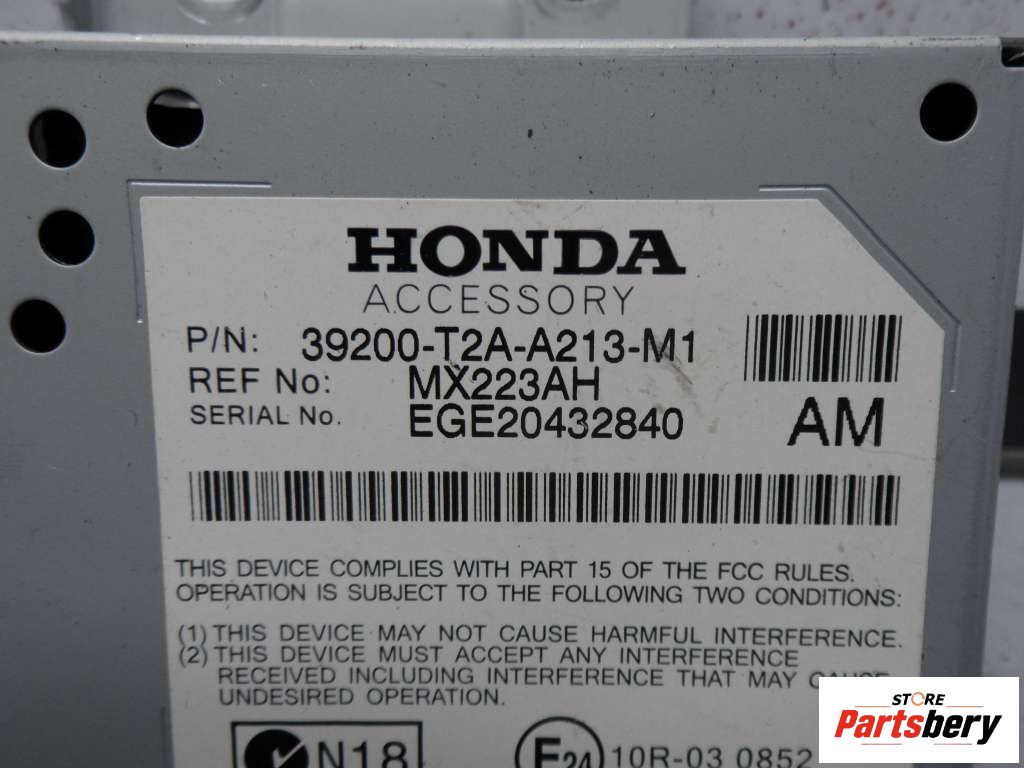 HONDA
ACCESSORY
P/N: 39200-T2A-A213-M1
REF No: MX223AH
SERIAL No. EGE20432840
AM
THIS DEVICE COMPLIES WITH PART 15 OF THE FCC RULES.
OPERATION IS SUBJECT TO THE FOLLOWING TWO CONDITIONS:
(1) THIS DEVICE MAY NOT CAUSE HARMFUL INTERFERENCE.
(2) THIS DEVICE MUST ACCEPT ANY INTERFERENCE
RECEIVED INCLUDING INTERFERENCE THAT MAY CAUSE
UNDESIRED OPERATION.
N18
E24 10R-03 0852
STORE
Partsbery